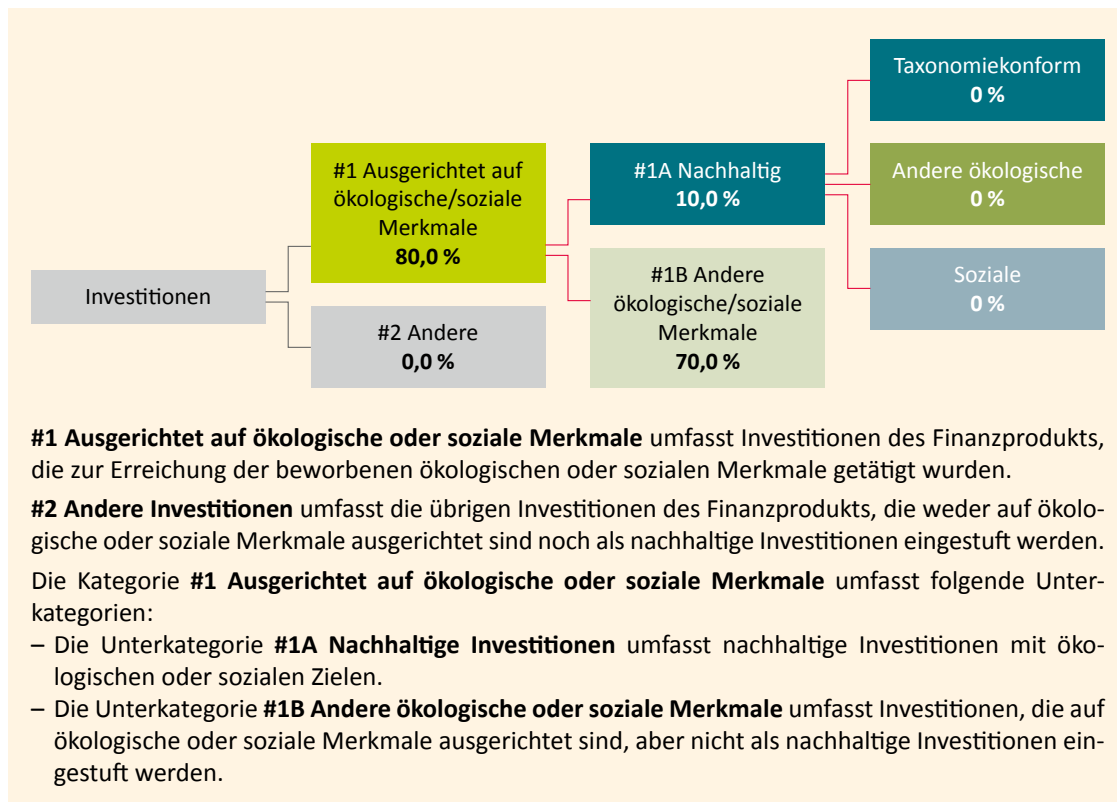 Taxonomiekonform
0 %
#1 Ausgerichtet auf
ökologische/soziale
Merkmale
80,0 %
#1A Nachhaltig
10,0 %
Andere ökologische
0 %
Investitionen
#1B Andere
ökologische/soziale
Merkmale
70,0 %
Soziale
0 %
#2 Andere
0,0 %
#1 Ausgerichtet auf ökologische oder soziale Merkmale umfasst Investitionen des Finanzprodukts,
die zur Erreichung der beworbenen ökologischen oder sozialen Merkmale getätigt wurden.
#2 Andere Investitionen umfasst die übrigen Investitionen des Finanzprodukts, die weder auf ökolo-
gische oder soziale Merkmale ausgerichtet sind noch als nachhaltige Investitionen eingestuft werden.
Die Kategorie #1 Ausgerichtet auf ökologische oder soziale Merkmale umfasst folgende Unter-
kategorien:
– Die Unterkategorie #1A Nachhaltige Investitionen umfasst nachhaltige Investitionen mit öko-
logischen oder sozialen Zielen.
– Die Unterkategorie #1B Andere ökologische oder soziale Merkmale umfasst Investitionen, die auf
ökologische oder soziale Merkmale ausgerichtet sind, aber nicht als nachhaltige Investitionen ein-
gestuft werden.